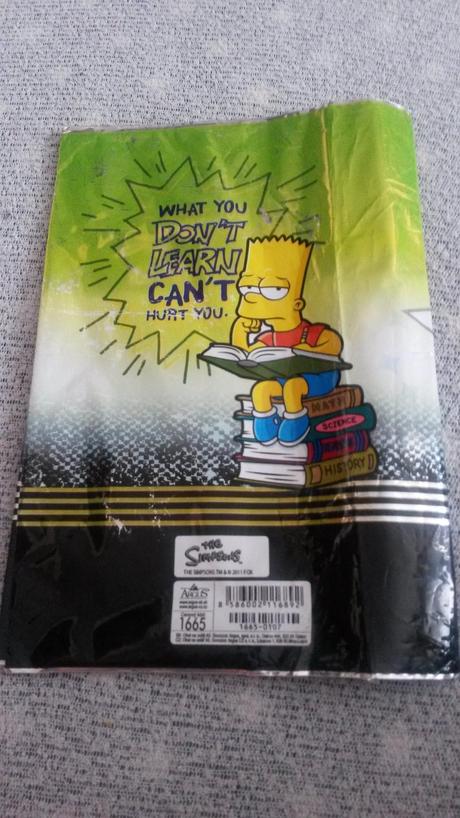 WHAT YOU
DON'T
LEARN
CAN'T
HURT YOU.
MATH
SCIENCE
MATH
HISTORY
THE
SIMPSONS
THE SIMPSONS TM & © 2011 FOX
ARGUS
8 586002 116892
1665
1665-0107